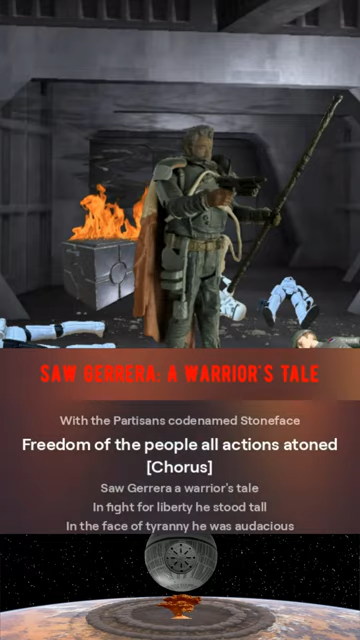 SAW GERRERA: A WARRIOR'S TALE
With the Partisans codenamed Stoneface
Freedom of the people all actions atoned
[Chorus]
Saw Gerrera a warrior's tale
In fight for liberty he stood tall
In the face of tyranny he was audacious